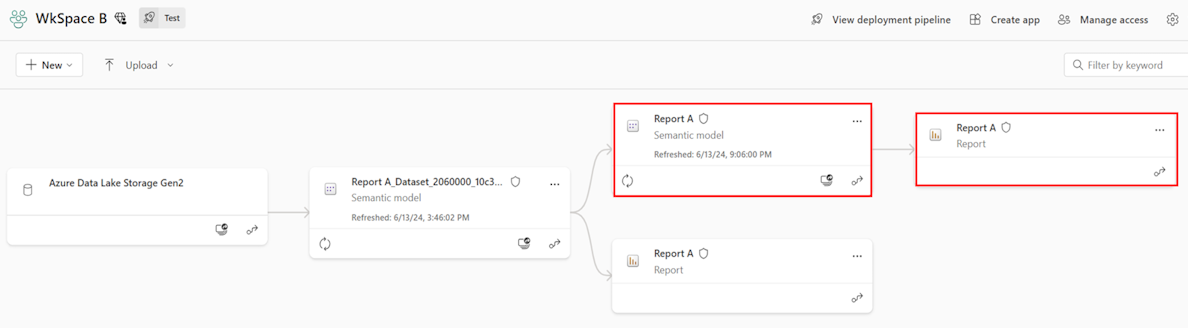 WkSpace B
Test
View deployment pipeline
Create app
Manage access
New
Upload
Filter by keyword
Azure Data Lake Storage Gen2
Report A_Dataset_2060000_10c3...
Semantic model
Refreshed: 6/13/24, 3:46:02 PM
Report A
Semantic model
Refreshed: 6/13/24, 9:06:00 PM
Report A
Report
Report A
Report